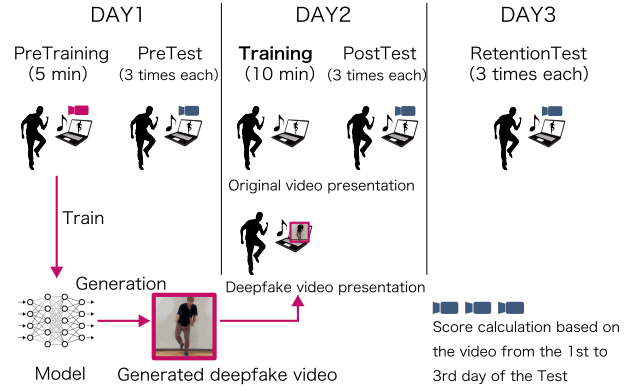 DAY1
DAY2
DAY3
PreTraining
(5 min)
PreTest
(3 times each)
Training
(10 min)
PostTest
(3 times each)
RetentionTest
(3 times each)
Original video presentation
Train
Generation
Deepfake video presentation
Model
Generated deepfake video
Score calculation based on
the video from the 1st to
3rd day of the Test